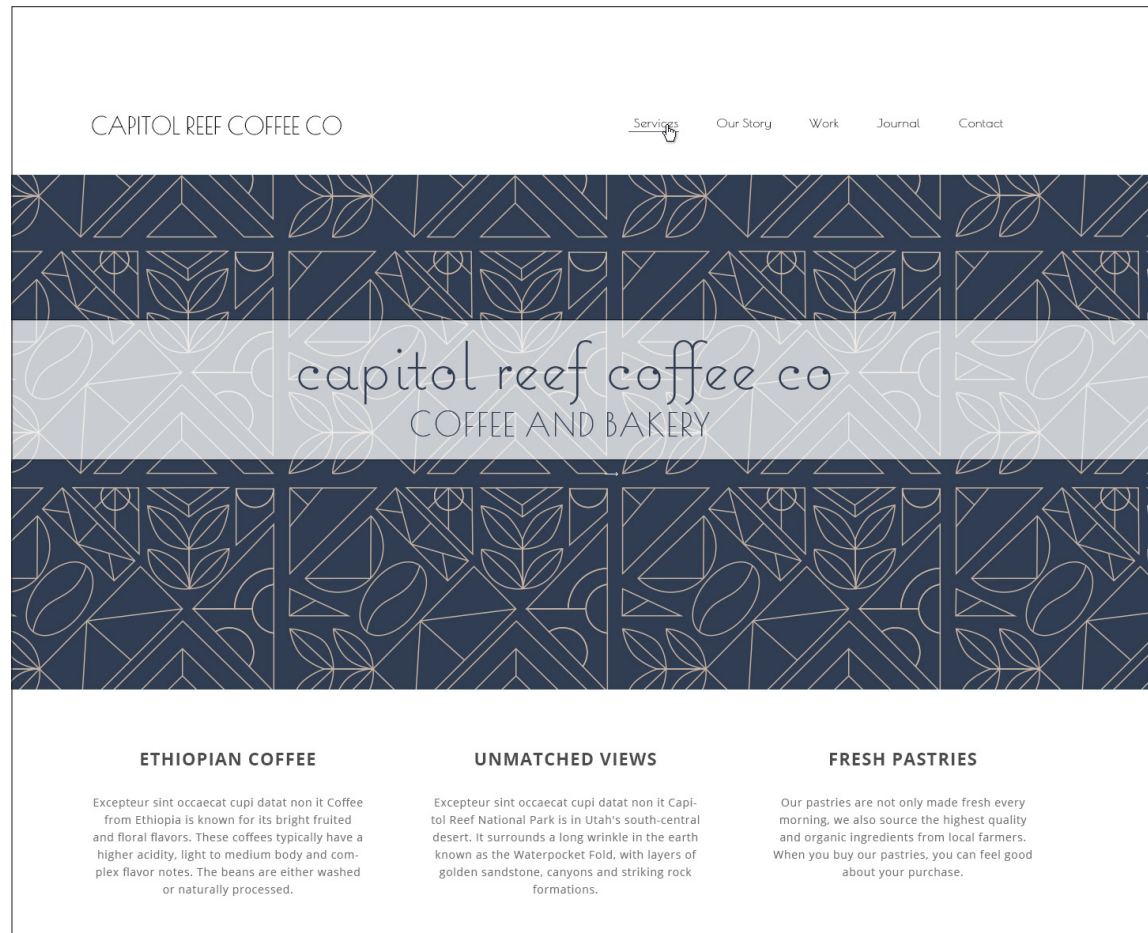 CAPITOL REEF COFFEE CO
Services Our Story Work Journal Contact
capitol reef coffee co
COFFEE AND BAKERY
ETHIOPIAN COFFEE
Excepteur sint occaecat cupi datat non it Coffee
from Ethiopia is known for its bright fruited
and floral flavors. These coffees typically have a
higher acidity, light to medium body and com-
plex flavor notes. The beans are either washed
or naturally processed.
UNMATCHED VIEWS
Excepteur sint occaecat cupi datat non it Capi-
tol Reef National Park is in Utah's south-central
desert. It surrounds a long wrinkle in the earth
known as the Waterpocket Fold, with layers of
golden sandstone, canyons and striking rock
formations.
FRESH PASTRIES
Our pastries are not only made fresh every
morning, we also source the highest quality
and organic ingredients from local farmers.
When you buy our pastries, you can feel good
about your purchase.